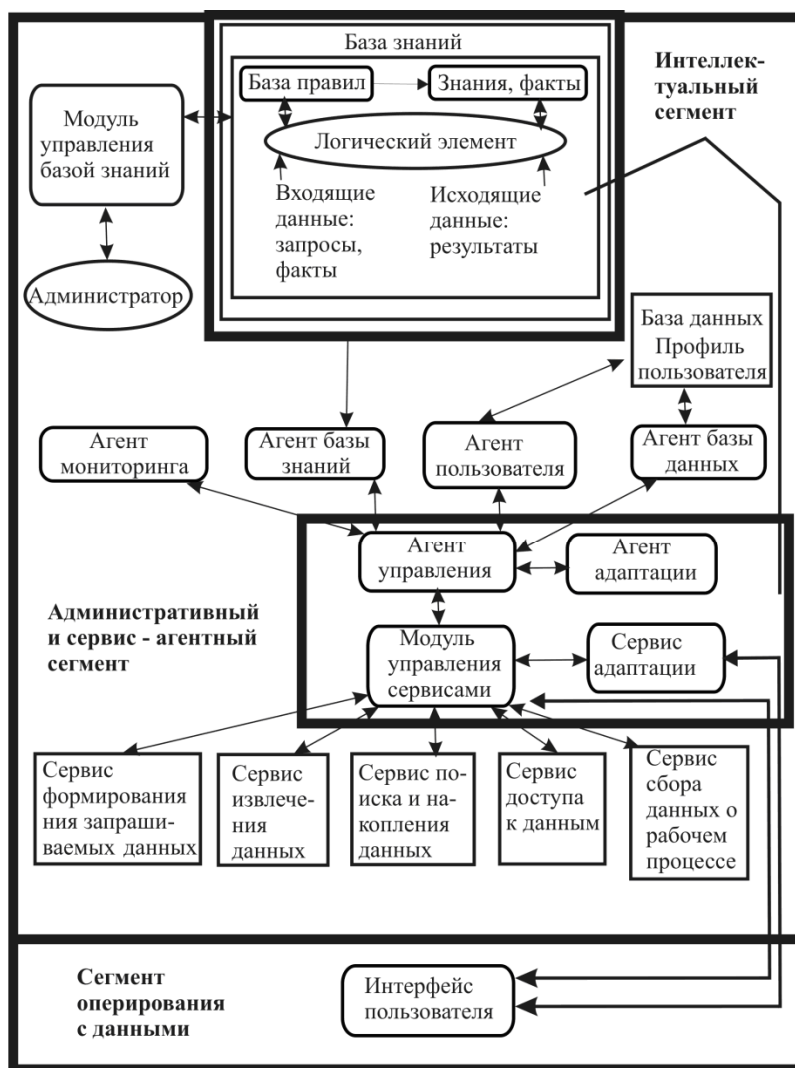 База знаний
База правил
Знания, факты
Логический элемент
Входящие
данные:
запросы,
факты
Исходящие
данные:
результаты
Интеллек-
туальный
сегмент
Модуль
управления
базой знаний
Администратор
База данных
Профиль
пользователя
Агент
мониторинга
Агент базы
знаний
Агент
пользователя
Агент базы
данных
Агент
управления
Агент
адаптации
Административный
и сервис - агентный
сегмент
Модуль
управления
сервисами
Сервис
адаптации
Сервис
формирования
ния запраши-
ваемых данных
Сервис
извлече-
ния
данных
Сервис по-
иска и на-
копления
данных
Сервис
доступа
к данным
Сервис
сбора
данных о
рабочем
процессе
Сегмент
оперирования
с данными
Интерфейс
пользователя